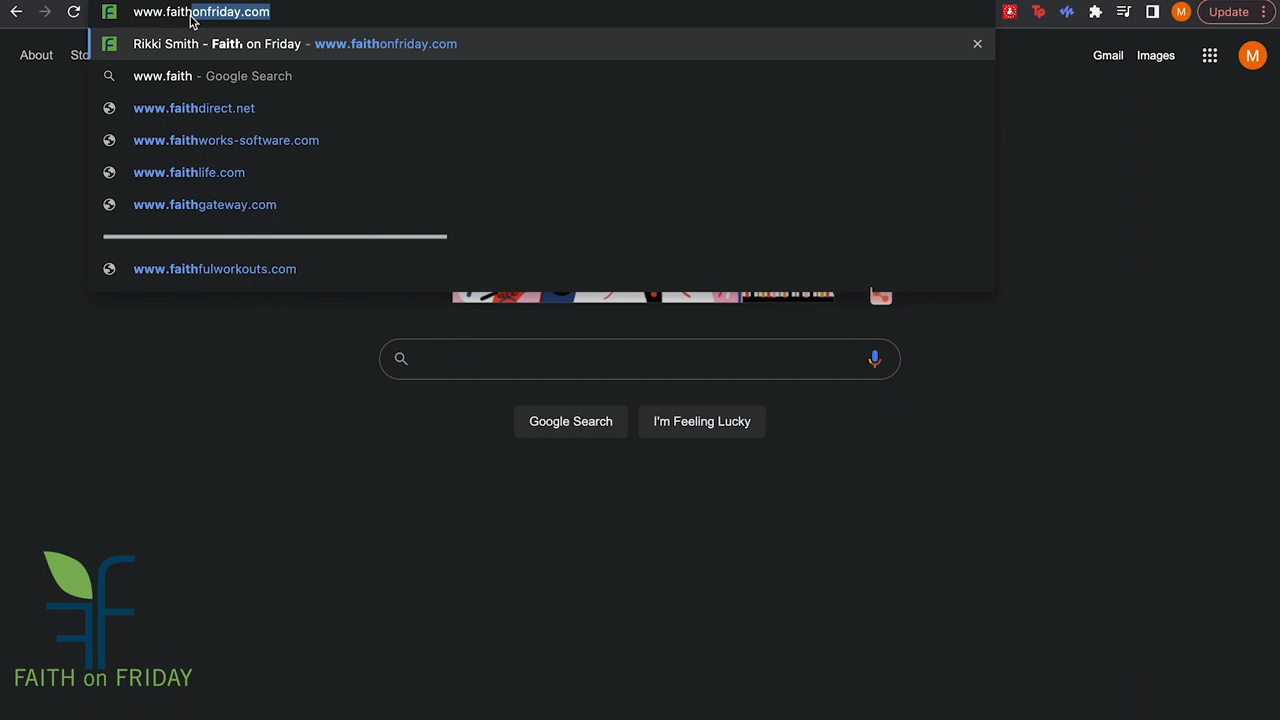 www.faithonfriday.com
Update
Rikki Smith - Faith on Friday - www.faithonfriday.com
About
Gmail Images
M
www.faith - Google Search
www.faithdirect.net
www.faithworks-software.com
www.faithlife.com
www.faithgateway.com
www.faithfulworkouts.com
Google Search
I'm Feeling Lucky
FAITH on FRIDAY